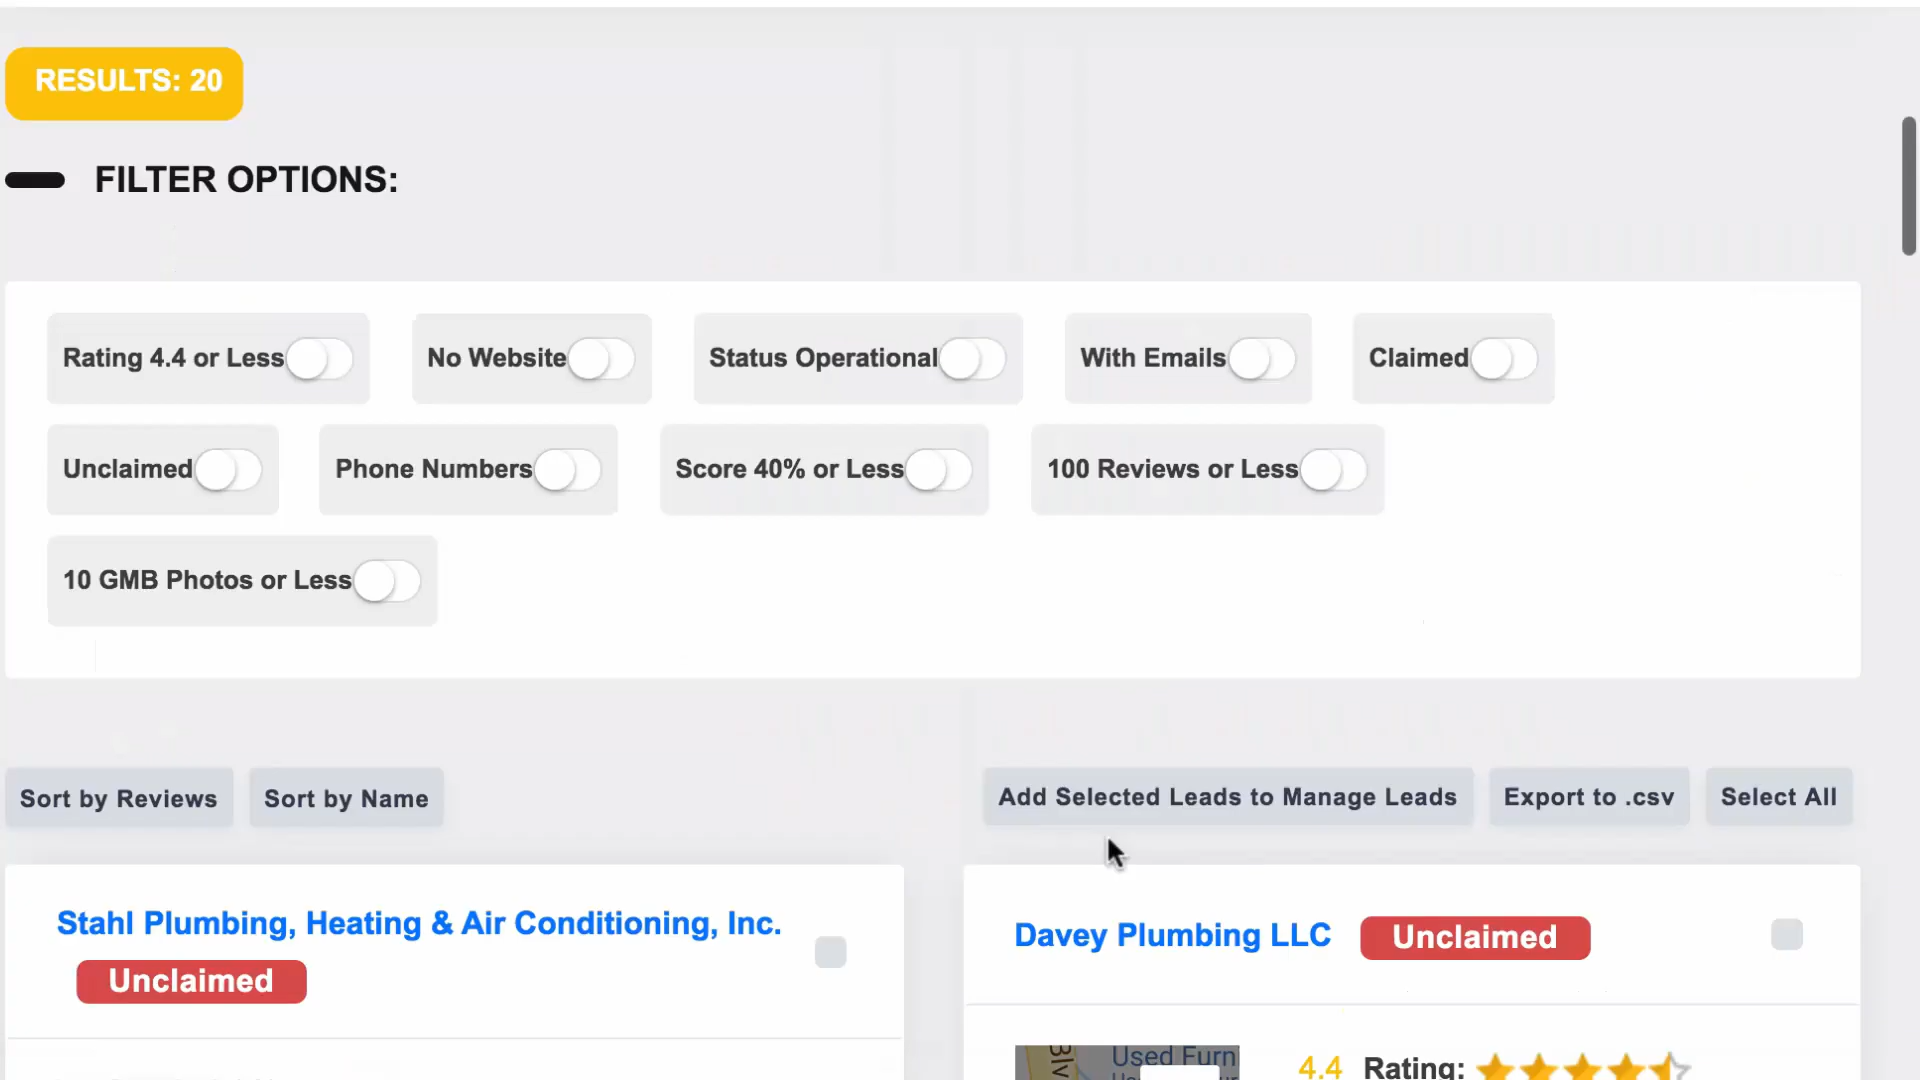 RESULTS: 20
FILTER OPTIONS:
Rating 4.4 or Less
No Website
Status Operational
With Emails
Claimed
Unclaimed
Phone Numbers
Score 40% or Less
100 Reviews or Less
10 GMB Photos or Less
Sort by Reviews
Sort by Name
Add Selected Leads to Manage Leads
Export to .csv
Select All
Stahl Plumbing, Heating & Air Conditioning, Inc.
Unclaimed
Davey Plumbing LLC
Unclaimed
Used Furn
4.4 Rating: